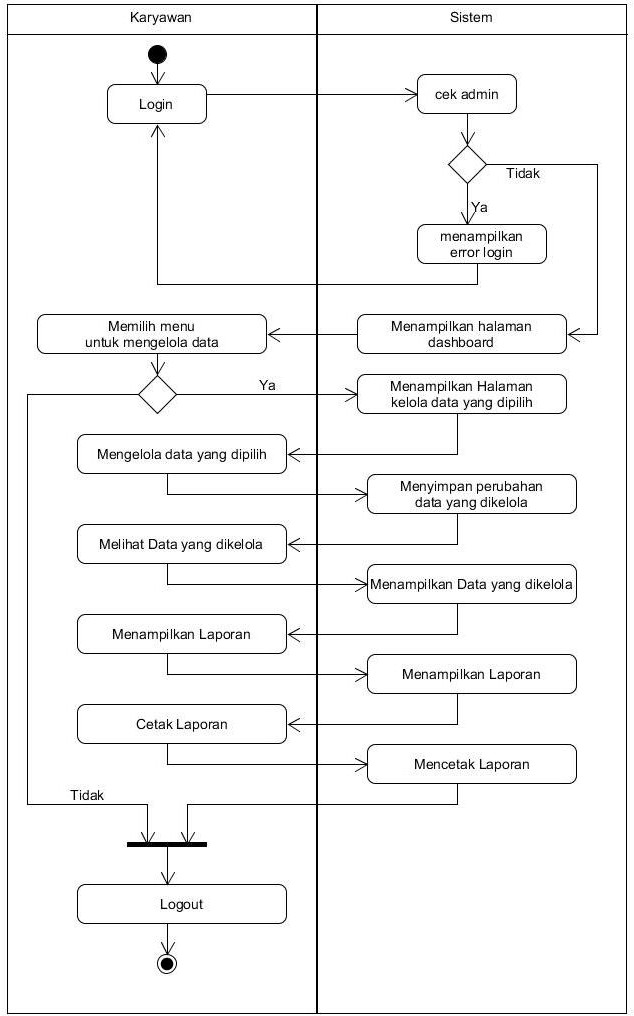 Karyawan
Sistem
Login
cek admin
Tidak
Ya
menampilkan
error login
Memilih menu
untuk mengelola data
Menampilkan halaman
dashboard
Ya
Menampilkan Halaman
kelola data yang dipilih
Mengelola data yang dipilih
Menyimpan perubahan
data yang dikelola
Melihat Data yang dikelola
Menampilkan Data yang dikelola
Menampilkan Laporan
Menampilkan Laporan
Cetak Laporan
Mencetak Laporan
Tidak
Logout